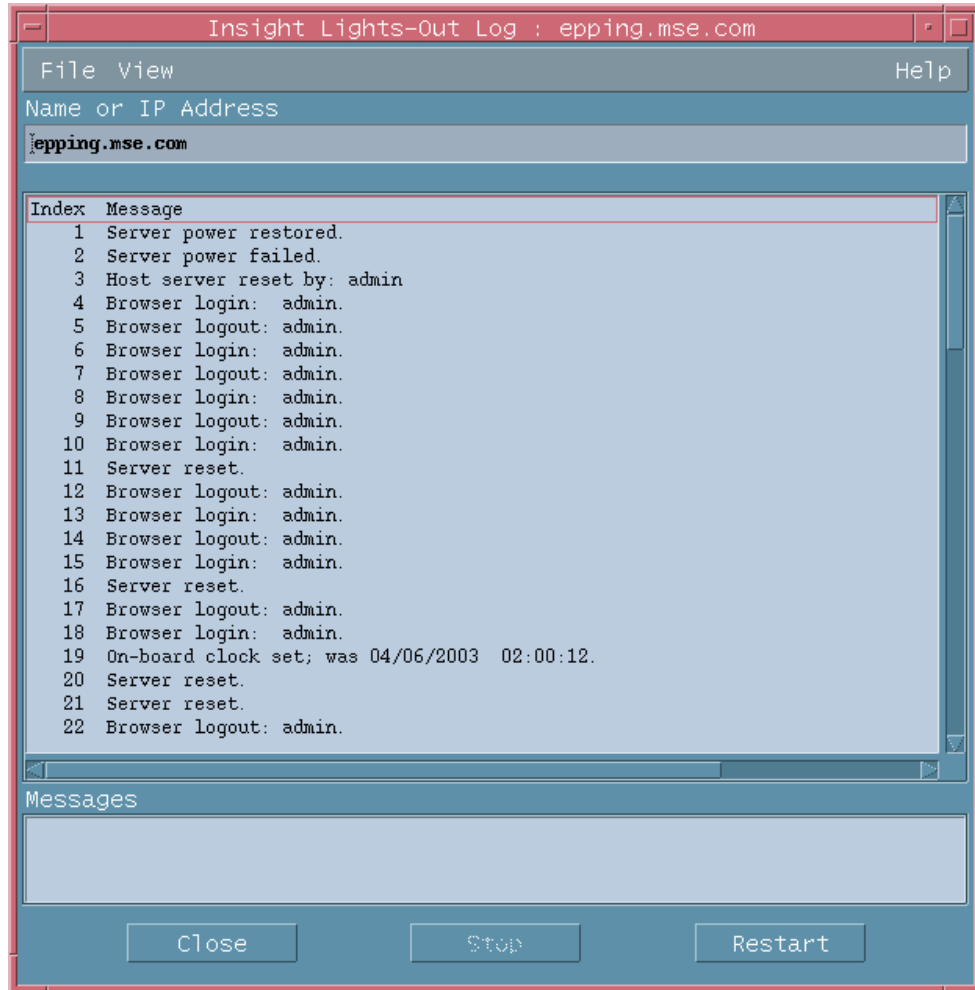 Insight Lights-Out Log : epping.mse.com
File View Help
Name or IP Address
epping.mse.com
Index Message
1 Server power restored.
2 Server power failed.
3 Host server reset by: admin
4 Browser login:  admin.
5 Browser logout: admin.
6 Browser login:  admin.
7 Browser logout: admin.
8 Browser login:  admin.
9 Browser logout: admin.
10 Browser login:  admin.
11 Server reset.
12 Browser logout: admin.
13 Browser login:  admin.
14 Browser logout: admin.
15 Browser login:  admin.
16 Server reset.
17 Browser logout: admin.
18 Browser login:  admin.
19 On-board clock set; was 04/06/2003  02:00:12.
20 Server reset.
21 Server reset.
22 Browser logout: admin.
Messages
Close Stop Restart